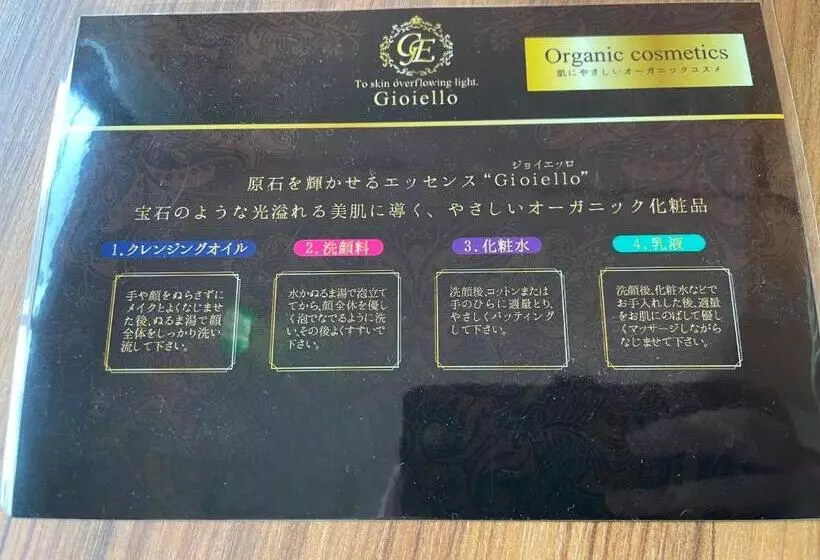 GE
To skin overflowing light.
Gioiello
Organic cosmetics
肌にやさしいオーガニックコスメ
ジョイエッロ
原石を輝かせるエッセンス“Gioiello”
宝石のような光溢れる美肌に導く、やさしいオーガニック化粧品
1.クレンジングオイル
手や顔をぬらさずに
メイクとよくなじませ
た後、ぬるま湯で顔
全体をしっかり洗い
流して下さい。
2.洗顔料
水かぬるま湯で泡立て
てから、顔全体を優し
く泡でなでるように洗
い、その後よくすすいで
下さい。
3.化粧水
洗顔後、コットンまたは
手のひらに適量とり、
やさしくパッティング
して下さい。
4.乳液
洗顔後、化粧水などで
お手入れした後、適量
をお肌にのばして優し
くマッサージしながら
なじませて下さい。